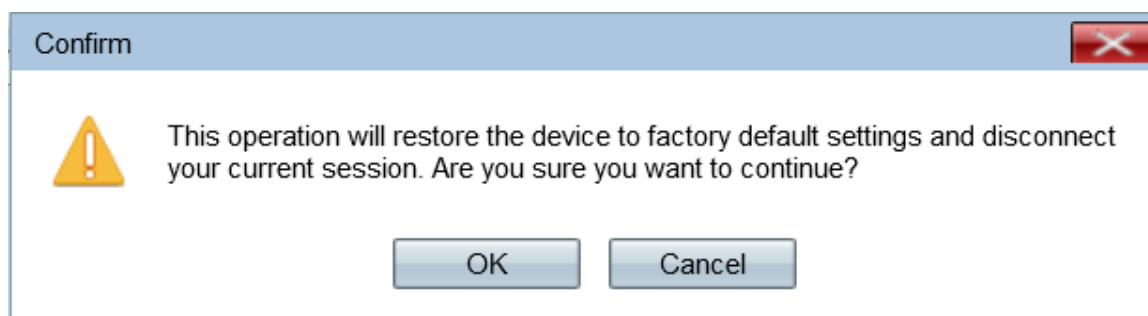 Confirm
This operation will restore the device to factory default settings and disconnect
your current session. Are you sure you want to continue?
OK Cancel